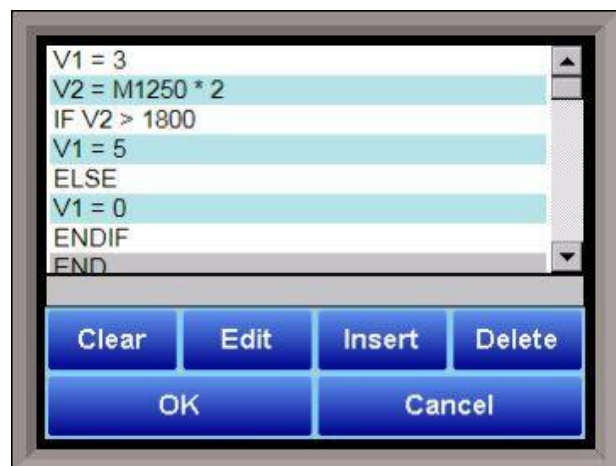 V1 = 3
V2 = M1250 * 2
IF V2 > 1800
V1 = 5
ELSE
V1 = 0
ENDIF
END
Clear Edit Insert Delete
OK Cancel